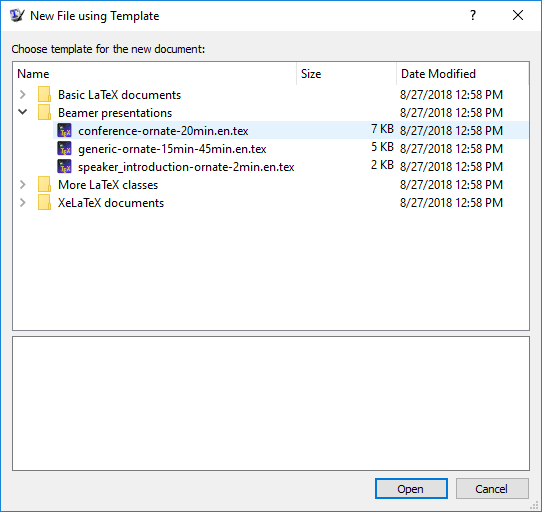 New File using Template
Choose template for the new document:
Name Size Date Modified
Basic LaTeX documents 8/27/2018 12:58 PM
Beamer presentations 8/27/2018 12:58 PM
conference-ornate-20min.en.tex 7 KB 8/27/2018 12:58 PM
generic-ornate-15min-45min.en.tex 5 KB 8/27/2018 12:58 PM
speaker_introduction-ornate-2min.en.tex 2 KB 8/27/2018 12:58 PM
More LaTeX classes 8/27/2018 12:58 PM
XeLaTeX documents 8/27/2018 12:58 PM
Open Cancel